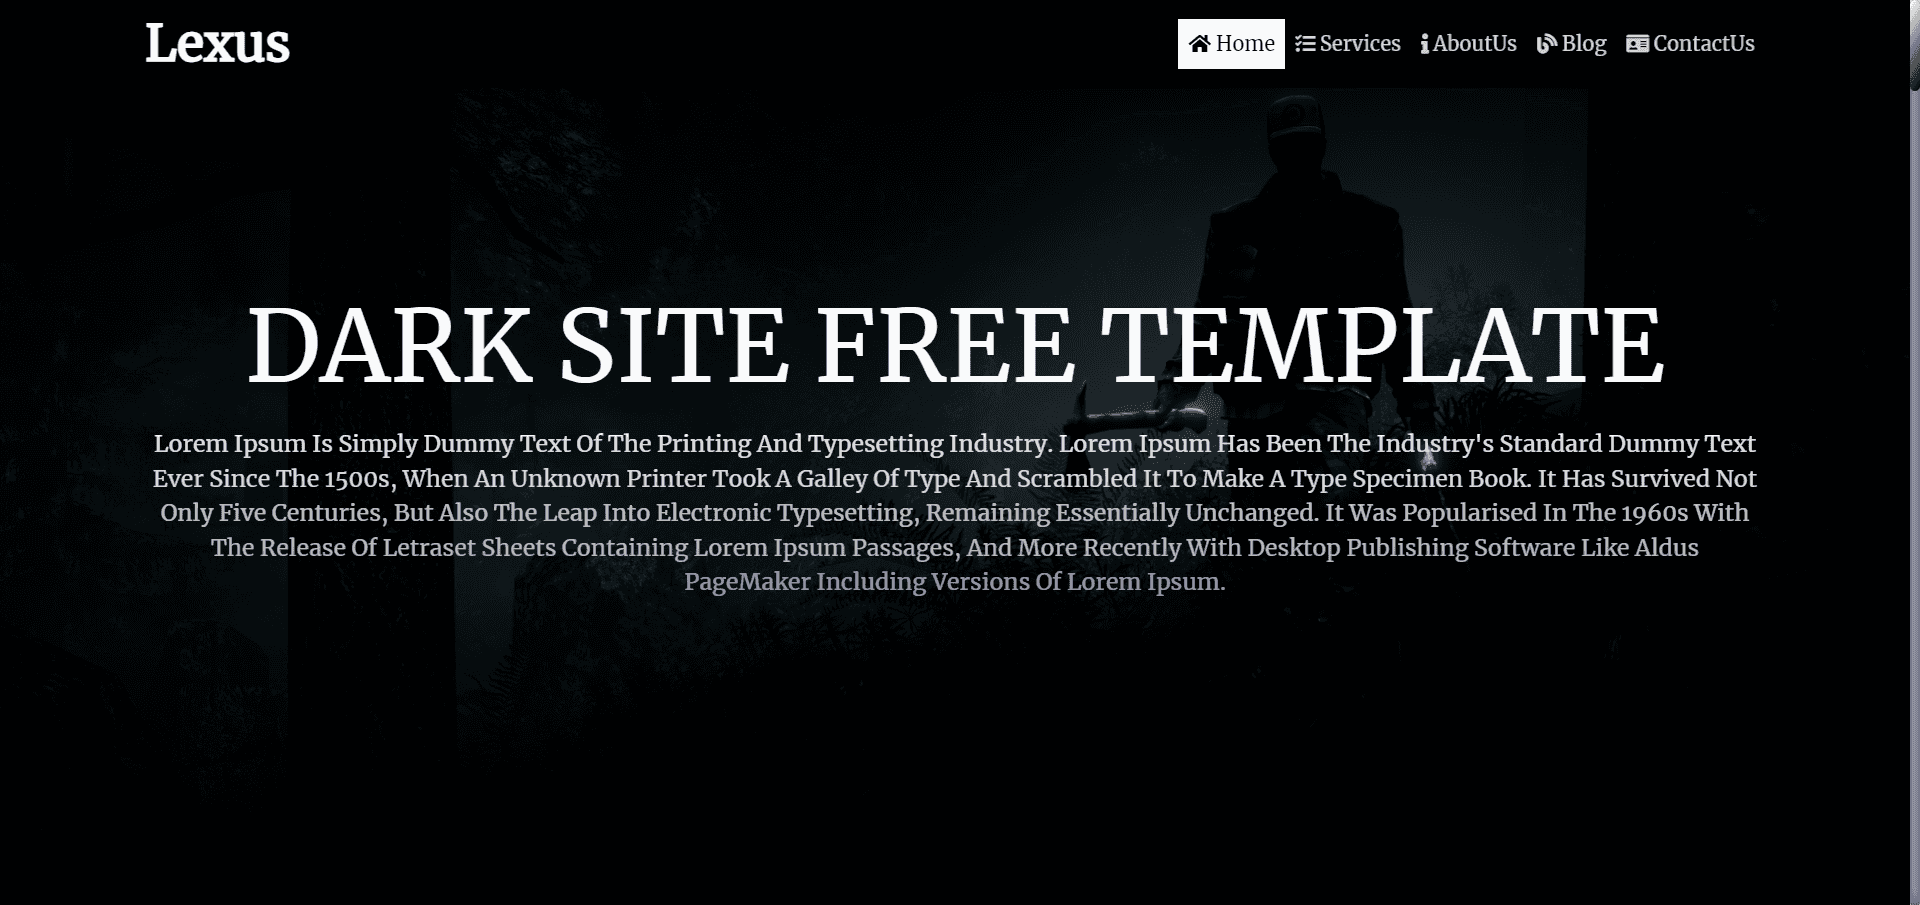 Lexus
Home Services AboutUs Blog ContactUs
DARK SITE FREE TEMPLATE
Lorem Ipsum Is Simply Dummy Text Of The Printing And Typesetting Industry. Lorem Ipsum Has Been The Industry's Standard Dummy Text
Ever Since The 1500s, When An Unknown Printer Took A Galley Of Type And Scrambled It To Make A Type Specimen Book. It Has Survived Not
Only Five Centuries, But Also The Leap Into Electronic Typesetting, Remaining Essentially Unchanged. It Was Popularised In The 1960s With
The Release Of Letraset Sheets Containing Lorem Ipsum Passages, And More Recently With Desktop Publishing Software Like Aldus
PageMaker Including Versions Of Lorem Ipsum.